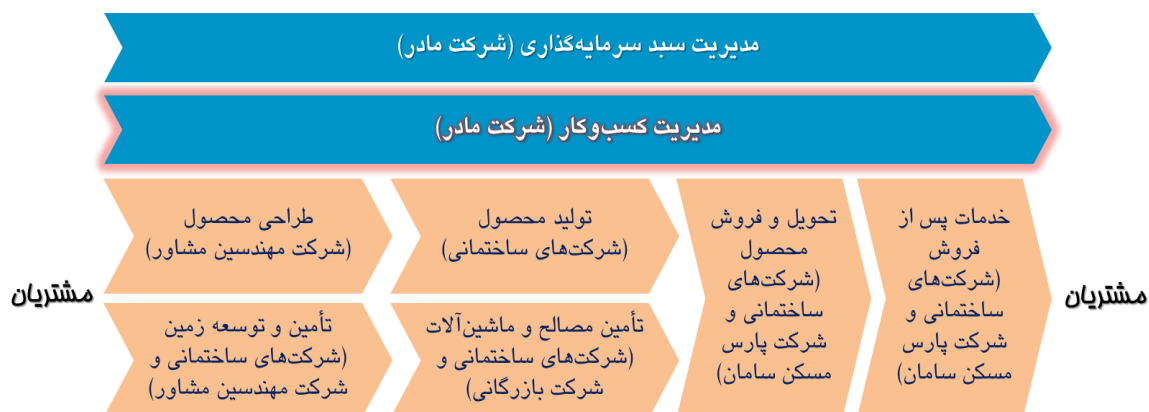 مدیریت سبد سرمایه‌گذاری (شرکت مادر)
مدیریت کسب‌وکار (شرکت مادر)
مشتریان
طراحی محصول
(شرکت مهندسین مشاور)
تأمین و توسعه زمین
(شرکت‌های ساختمانی و
شرکت مهندسین مشاور)
تولید محصول
(شرکت‌های ساختمانی)
تأمین مصالح و ماشین‌آلات
(شرکت‌های ساختمانی و
شرکت بازرگانی)
تحویل و فروش
محصول
(شرکت‌های
ساختمانی و
شرکت پارس
مسکن سامان)
خدمات پس از
فروش
(شرکت‌های
ساختمانی و
شرکت پارس
مسکن سامان)
مشتریان